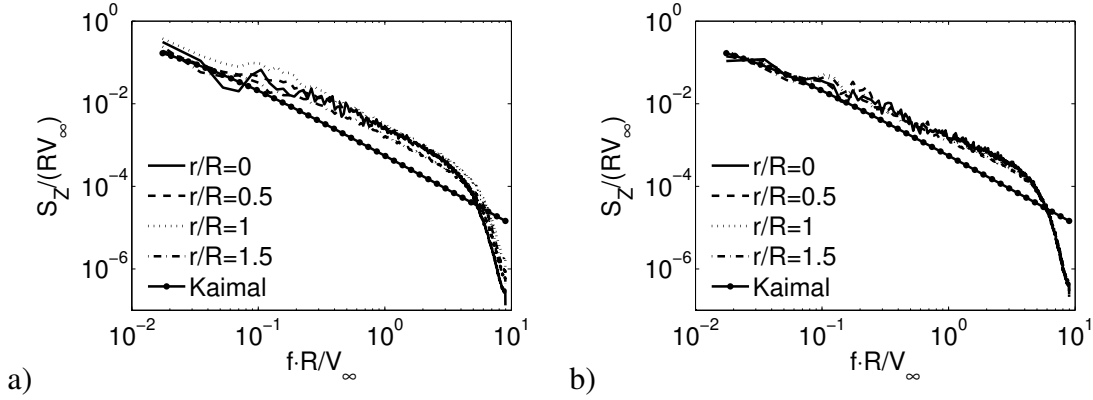 10^0
10^-2
10^-4
10^-6
S_Z/(RV_∞)
r/R=0
r/R=0.5
r/R=1
r/R=1.5
Kaimal
10^-2
10^-1
10^0
10^1
f·R/V_∞
a)
10^0
10^-2
10^-4
10^-6
S_Z/(RV_∞)
r/R=0
r/R=0.5
r/R=1
r/R=1.5
Kaimal
10^-2
10^-1
10^0
10^1
f·R/V_∞
b)